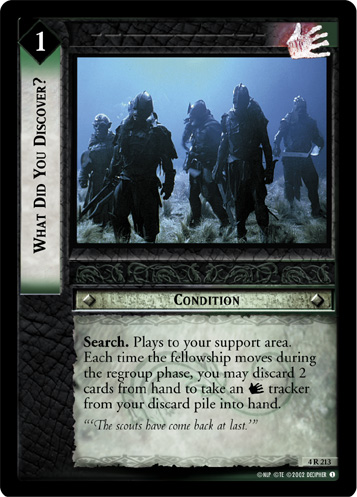 1
WHAT DID YOU DISCOVER?
CONDITION
Search. Plays to your support area.
Each time the fellowship moves during
the regroup phase, you may discard 2
cards from hand to take an tracker
from your discard pile into hand.
“‘The scouts have come back at last.’”
4 R 213
©NLP ©TE ©2002 DECIPHER